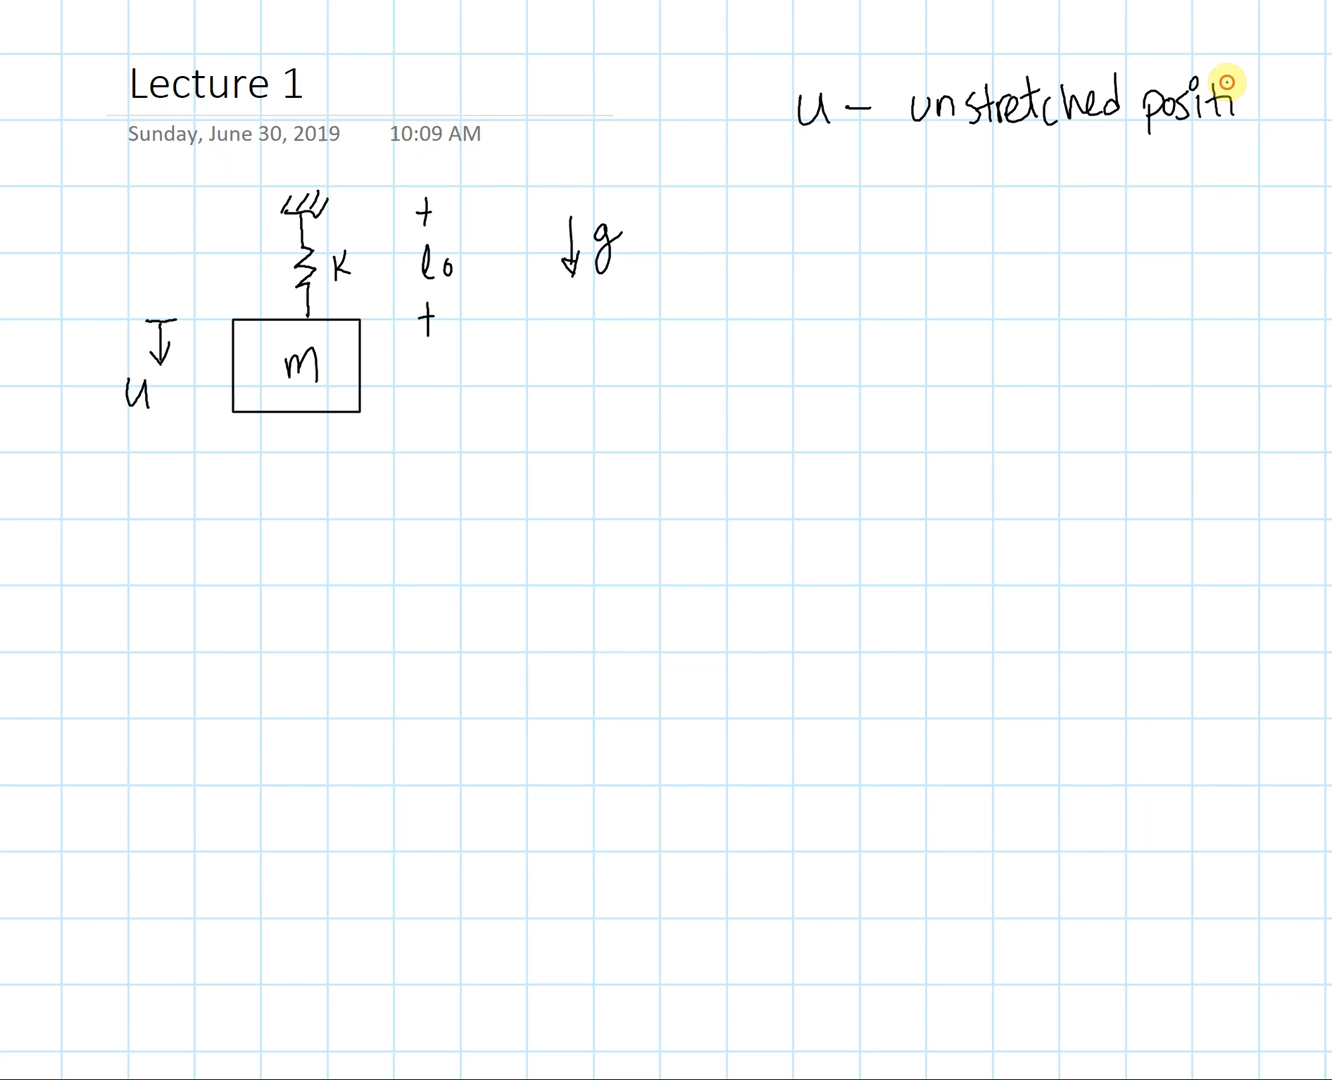 Lecture 1
Sunday, June 30, 2019 10:09 AM
u - unstretched positi
k
l0
g
m
u